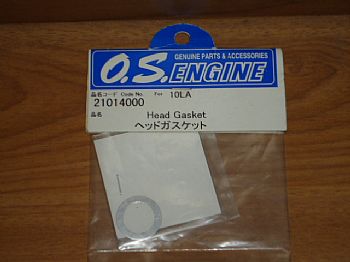 GENUINE PARTS & ACCESSORIES
O.S.ENGINE
品名コード Code No. For 10LA
21014000
品名 Head Gasket
ヘッドガスケット